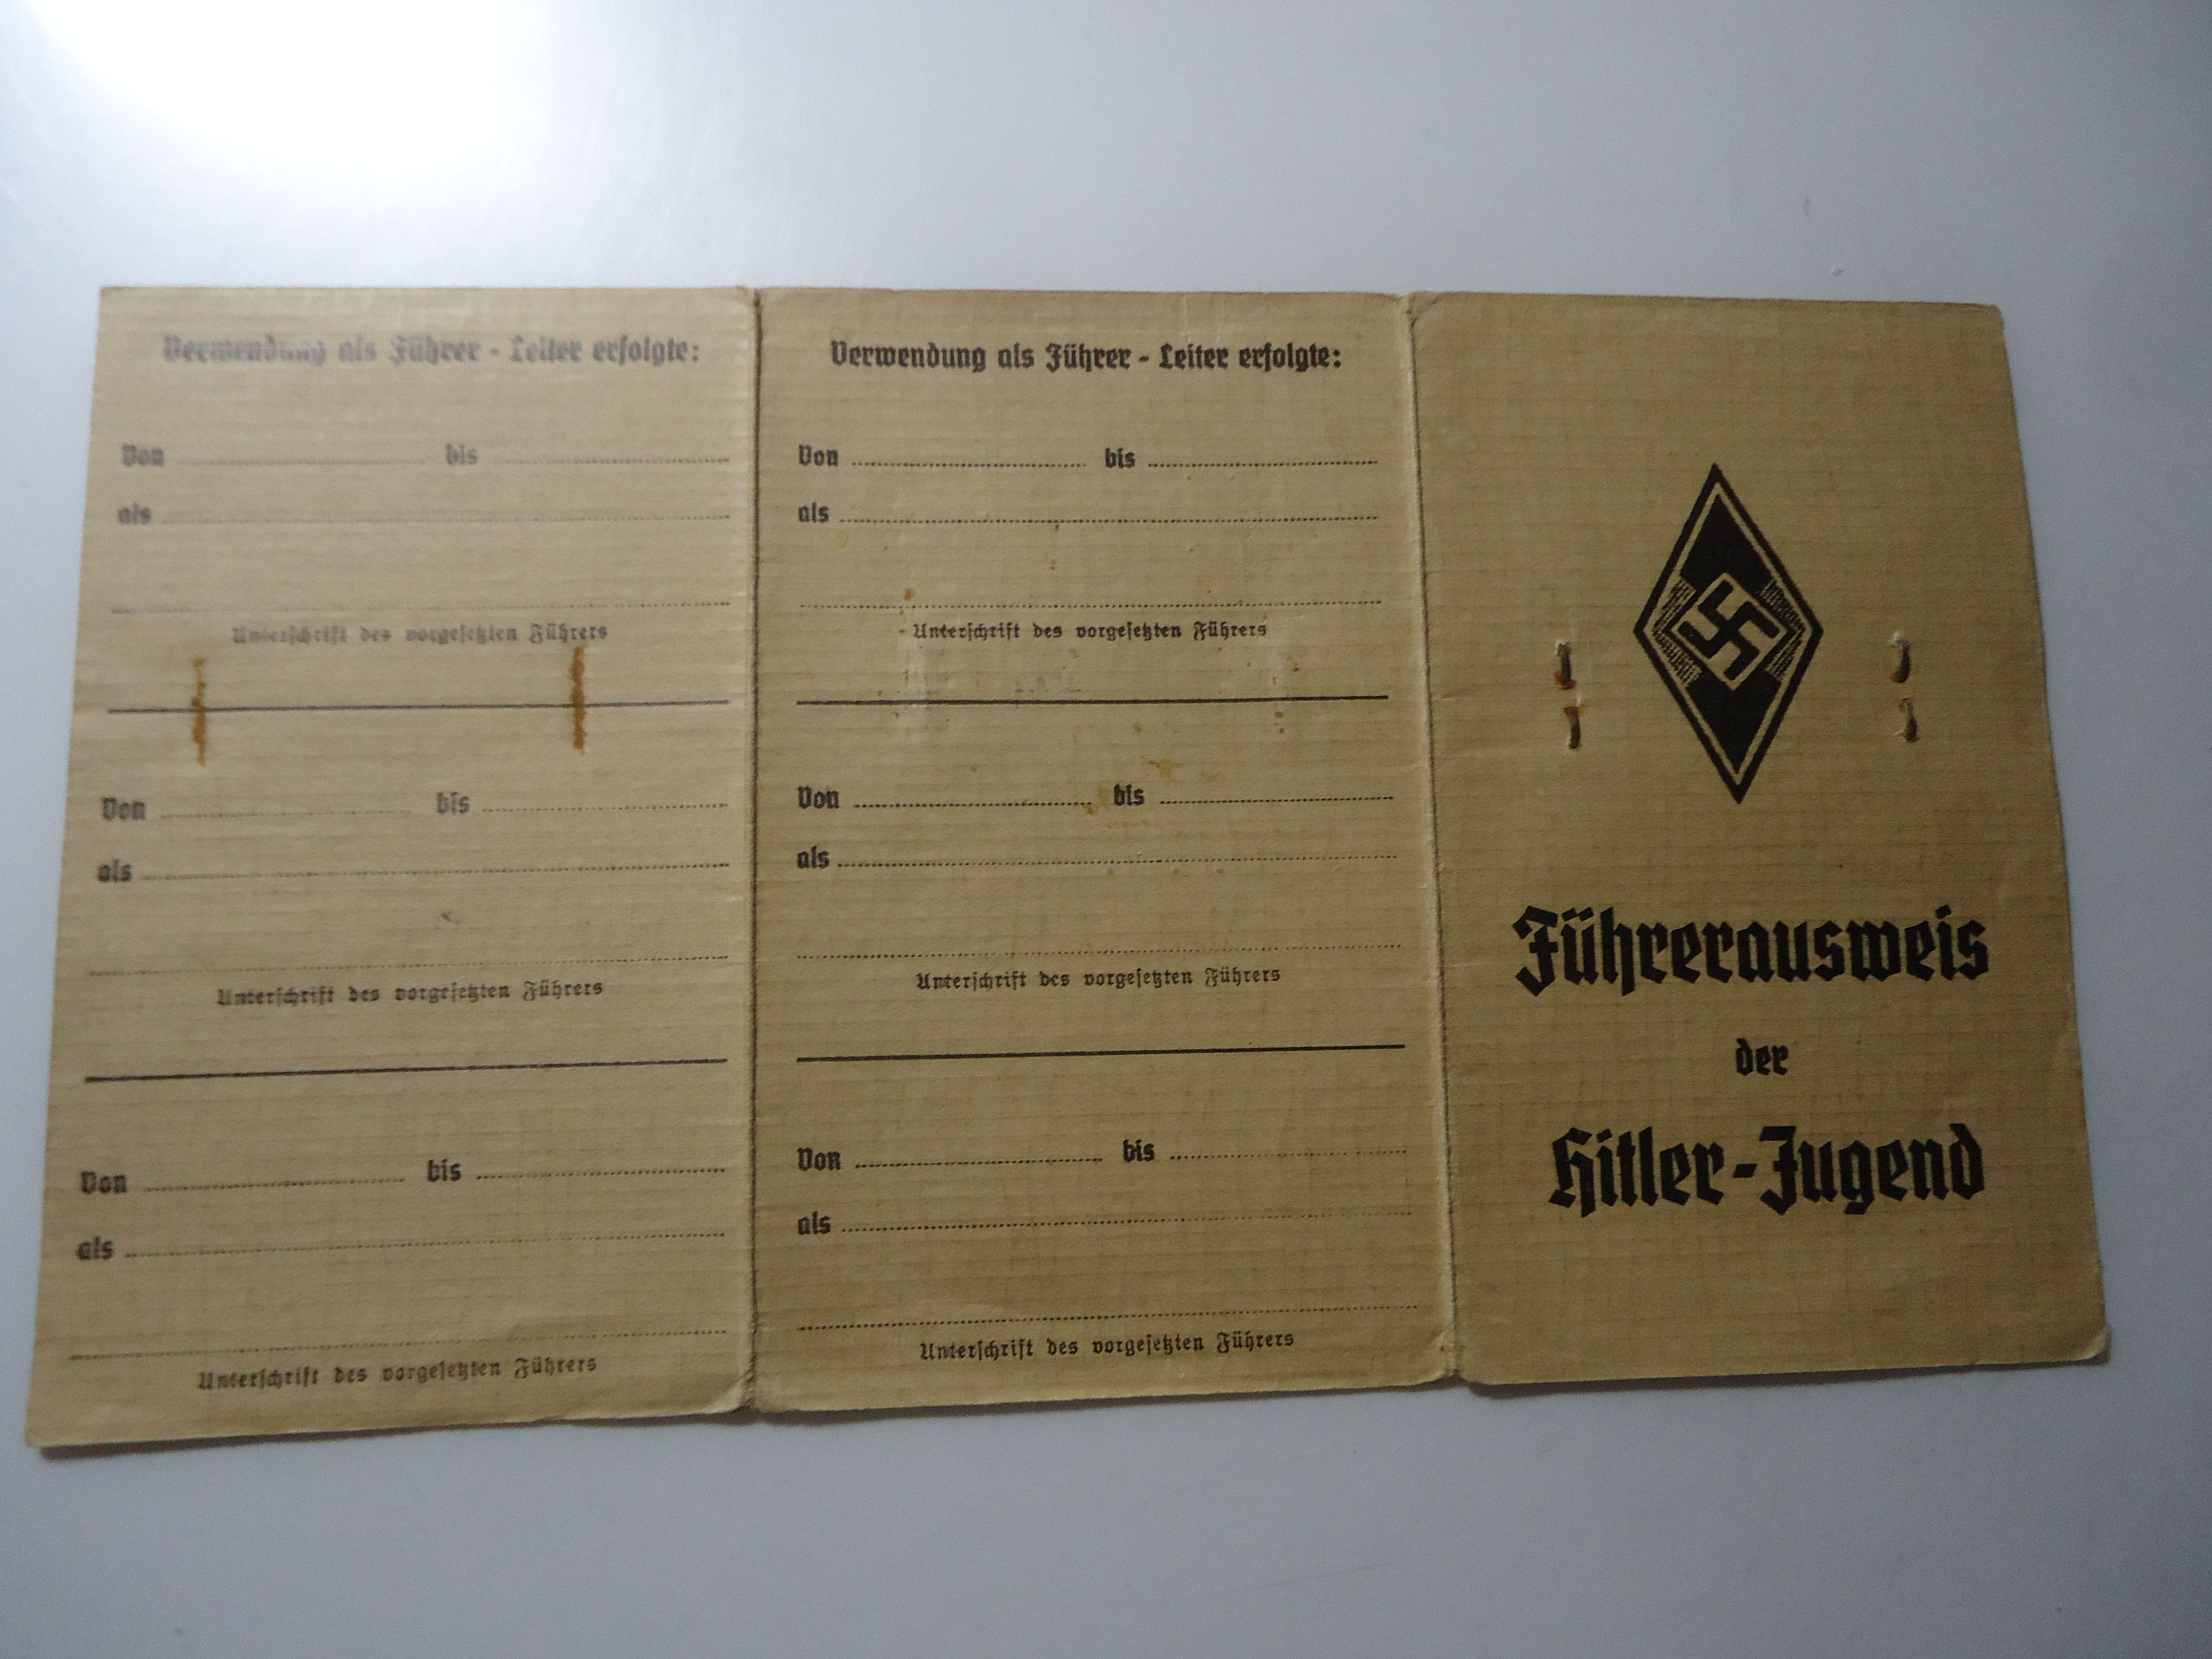 Verwendung als Führer - Leiter erfolgte:
Von bis
als
Unterschrift des vorgesetzten Führers
Von bis
als
Unterschrift des vorgesetzten Führers
Von bis
als
Unterschrift des vorgesetzten Führers
Verwendung als Führer - Leiter erfolgte:
Von bis
als
Unterschrift des vorgesetzten Führers
Von bis
als
Unterschrift des vorgesetzten Führers
Von bis
als
Unterschrift des vorgesetzten Führers
Führerausweis
der
Hitler-Jugend